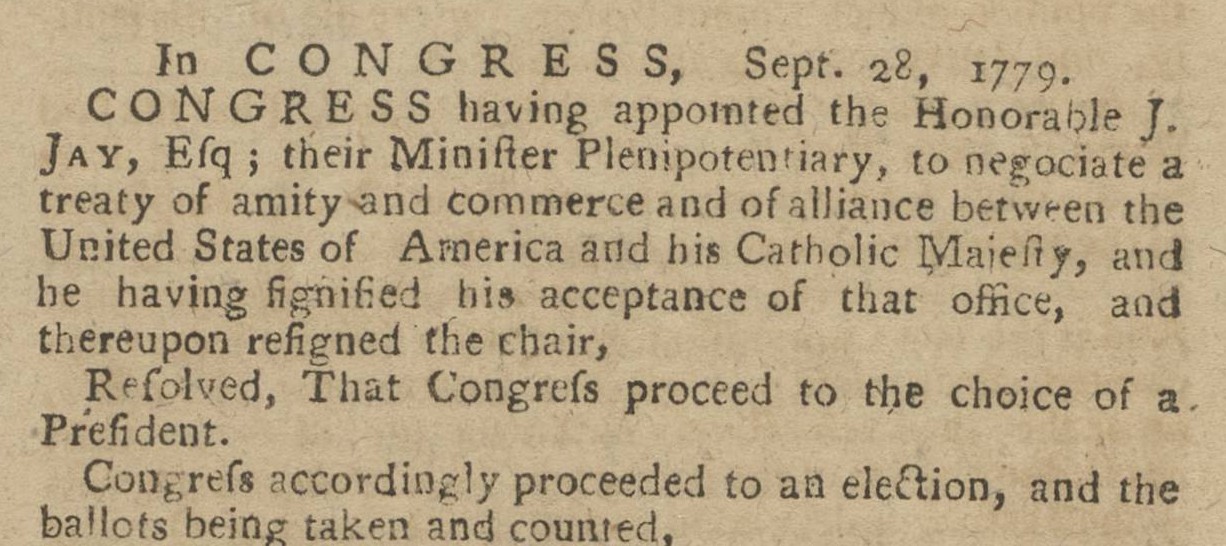 In CONGRESS, Sept. 28, 1779.
CONGRESS having appointed the Honorable J.
JAY, Eſq; their Miniſter Plenipotentiary, to negociate a
treaty of amity and commerce and of alliance between the
United States of America and his Catholic Majeſty, and
he having ſignified his acceptance of that office, and
thereupon reſigned the chair,
Reſolved, That Congreſs proceed to the choice of a
Preſident.
Congreſs accordingly proceeded to an election, and the
ballots being taken and counted,